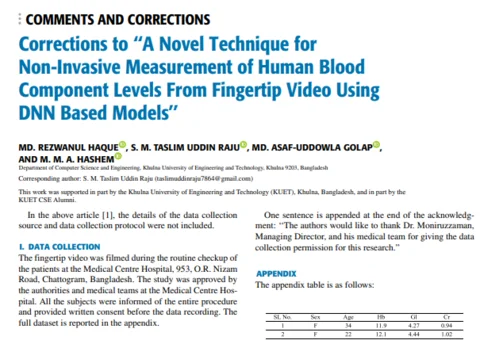 COMMENTS AND CORRECTIONS
Corrections to “A Novel Technique for
Non-Invasive Measurement of Human Blood
Component Levels From Fingertip Video Using
DNN Based Models”
MD. REZWANUL HAQUE, S. M. TASLIM UDDIN RAJU, MD. ASAF-UDDOWLA GOLAP,
AND M. M. A. HASHEM
Department of Computer Science and Engineering, Khulna University of Engineering and Technology, Khulna 9203, Bangladesh
Corresponding author: S. M. Taslim Uddin Raju (taslimuddinraju7864@gmail.com)
This work was supported in part by the Khulna University of Engineering and Technology (KUET), Khulna, Bangladesh, and in part by the
KUET CSE Alumni.
In the above article [1], the details of the data collection
source and data collection protocol were not included.
I. DATA COLLECTION
The fingertip video was filmed during the routine checkup of
the patients at the Medical Centre Hospital, 953, O.R. Nizam
Road, Chattogram, Bangladesh. The study was approved by
the authorities and medical teams at the Medical Centre Hos-
pital. All the subjects were informed of the entire procedure
and provided written consent before the data recording. The
full dataset is reported in the appendix.
One sentence is appended at the end of the acknowledg-
ment: “The authors would like to thank Dr. Moniruzzaman,
Managing Director, and his medical team for giving the data
collection permission for this research.”
APPENDIX
The appendix table is as follows:
Sl. No. Sex Age Hb Gl Cr
1 F 34 11.9 4.27 0.94
2 F 22 12.1 4.44 1.02